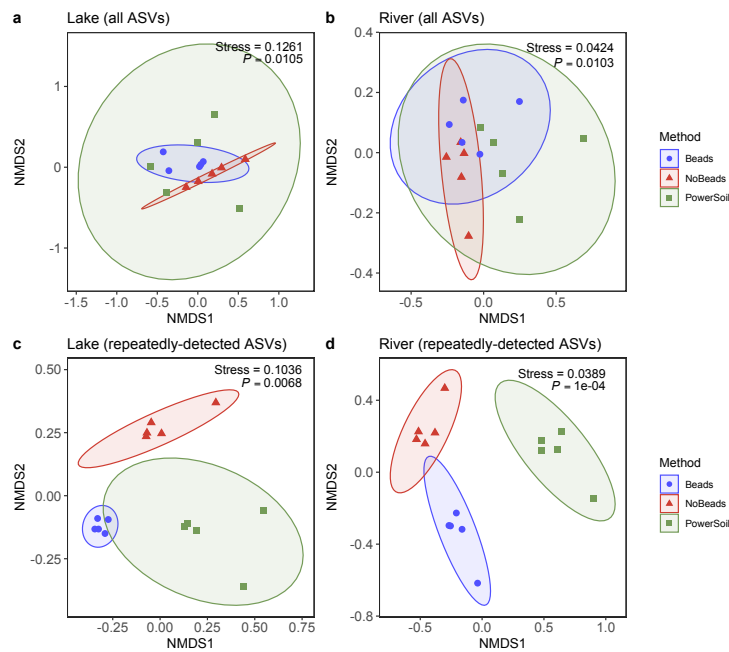 a Lake (all ASVs)
Stress = 0.1261
P = 0.0105
NMDS2
1
0
-1
-1.5 -1.0 -0.5 0.0 0.5 1.0
NMDS1
b River (all ASVs)
Stress = 0.0424
P = 0.0103
NMDS2
0.4
0.2
0.0
-0.2
-0.4
-0.5 0.0 0.5
NMDS1
Method
Beads
NoBeads
PowerSoil
c Lake (repeatedly-detected ASVs)
Stress = 0.1036
P = 0.0068
NMDS2
0.50
0.25
0.00
-0.25
-0.25 0.00 0.25 0.50 0.75
NMDS1
d River (repeatedly-detected ASVs)
Stress = 0.0389
P = 1e-04
NMDS2
0.4
0.0
-0.4
-0.8
-0.5 0.0 0.5 1.0
NMDS1
Method
Beads
NoBeads
PowerSoil